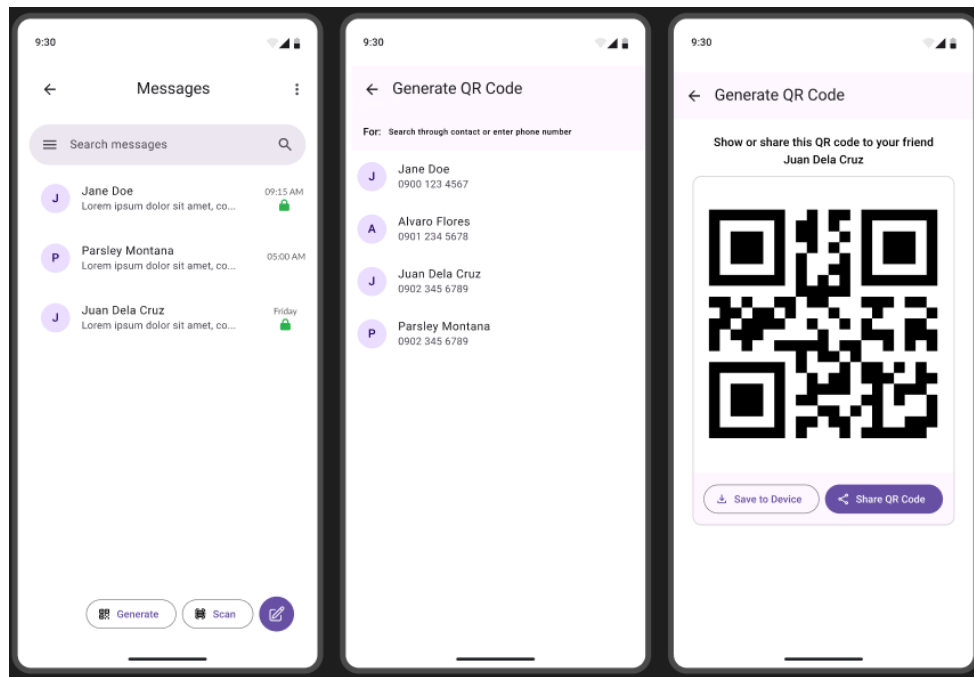 9:30
Messages
Search messages
J
Jane Doe
09:15 AM
Lorem ipsum dolor sit amet, co...
P
Parsley Montana
05:00 AM
Lorem ipsum dolor sit amet, co...
J
Juan Dela Cruz
Friday
Lorem ipsum dolor sit amet, co...
Generate
Scan
9:30
Generate QR Code
For: Search through contact or enter phone number
J
Jane Doe
0900 123 4567
A
Alvaro Flores
0901 234 5678
J
Juan Dela Cruz
0902 345 6789
P
Parsley Montana
0902 345 6789
9:30
Generate QR Code
Show or share this QR code to your friend
Juan Dela Cruz
Save to Device
Share QR Code